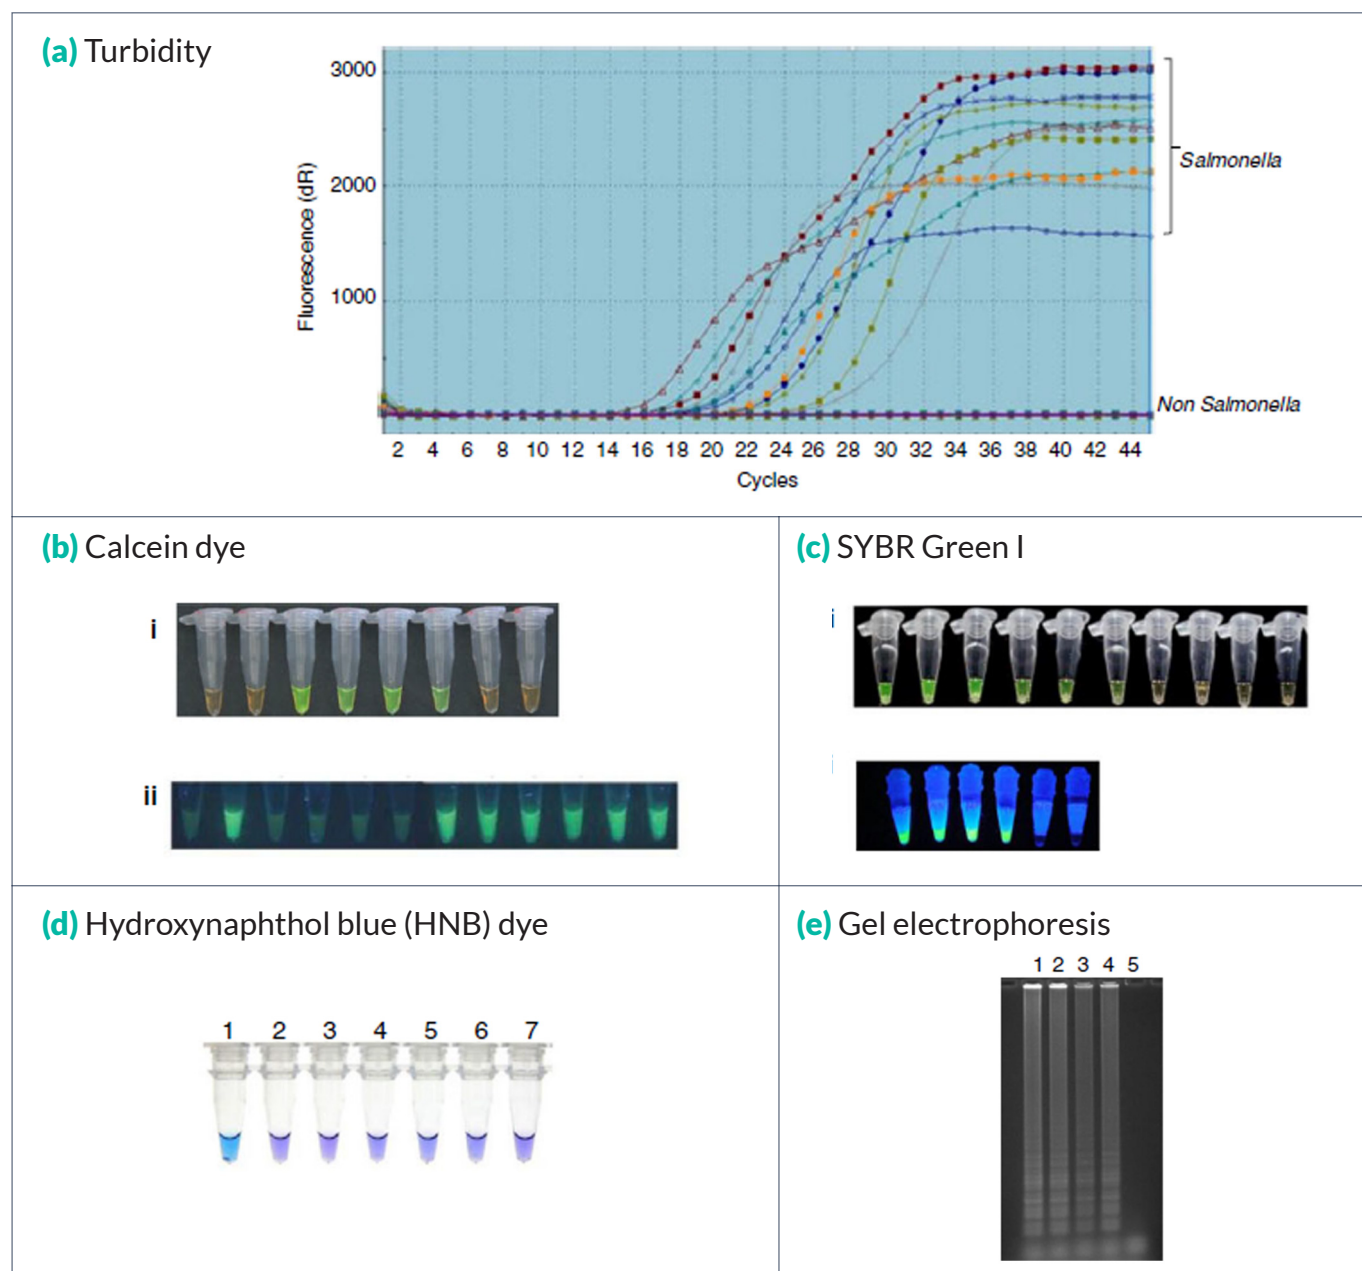 (a) Turbidity
3000
2000
1000
Fluorescence (dR)
Salmonella
Non Salmonella
2 4 6 8 10 12 14 16 18 20 22 24 26 28 30 32 34 36 38 40 42 44
Cycles
(b) Calcein dye
i
ii
(c) SYBR Green I
i
i
(d) Hydroxynaphthol blue (HNB) dye
1 2 3 4 5 6 7
(e) Gel electrophoresis
1 2 3 4 5